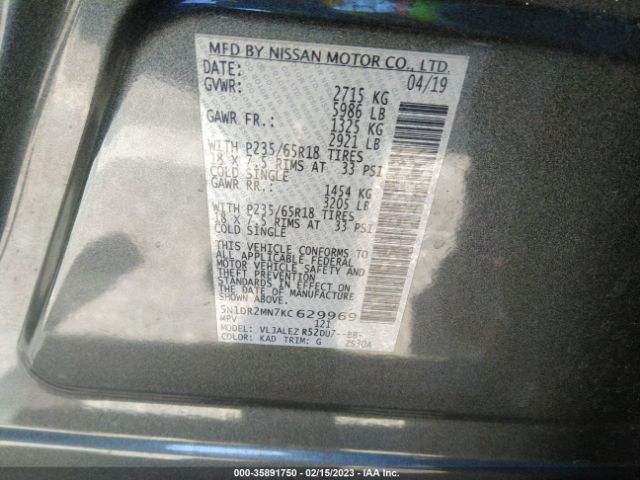 MFD BY NISSAN MOTOR CO., LTD.
DATE: 04/19
GVWR: 2715 KG
5986 LB
GAWR FR.: 1325 KG
2921 LB
WITH P235/65R18 TIRES
18 X 7.5 RIMS AT 33 PSI
COLD SINGLE
GAWR RR.: 1454 KG
3205 LB
WITH P235/65R18 TIRES
18 X 7.5 RIMS AT 33 PSI
COLD SINGLE
THIS VEHICLE CONFORMS TO
ALL APPLICABLE FEDERAL
MOTOR VEHICLE SAFETY AND
THEFT PREVENTION
STANDARDS IN EFFECT ON
THE DATE OF MANUFACTURE
SHOWN ABOVE.
5N1DR2MN7KC629969
MPV 121
MODEL: VLJALEZ R52DU7
COLOR: KAD TRIM: G
000-35891750 - 02/15/2023 - IAA Inc.